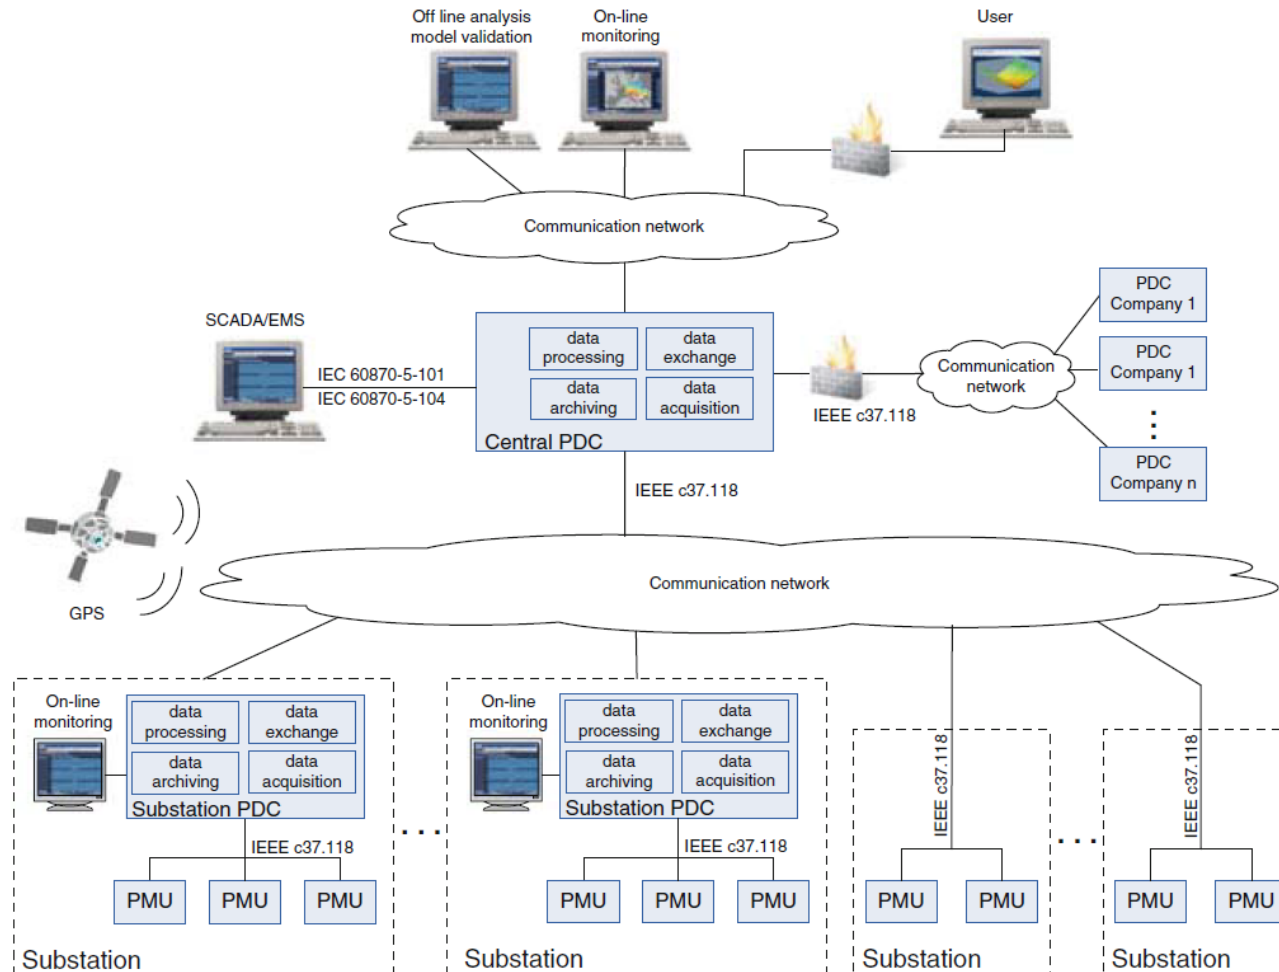 Off line analysis
model validation
On-line
monitoring
User
Communication network
SCADA/EMS
IEC 60870-5-101
IEC 60870-5-104
data
processing
data
exchange
data
archiving
data
acquisition
Central PDC
IEEE c37.118
Communication
network
PDC
Company 1
PDC
Company 1
PDC
Company n
IEEE c37.118
GPS
Communication network
On-line
monitoring
data
processing
data
exchange
data
archiving
data
acquisition
Substation PDC
IEEE c37.118
PMU
PMU
PMU
Substation
On-line
monitoring
data
processing
data
exchange
data
archiving
data
acquisition
Substation PDC
IEEE c37.118
PMU
PMU
PMU
Substation
IEEE c37.118
PMU
PMU
Substation
IEEE c37.118
PMU
PMU
Substation